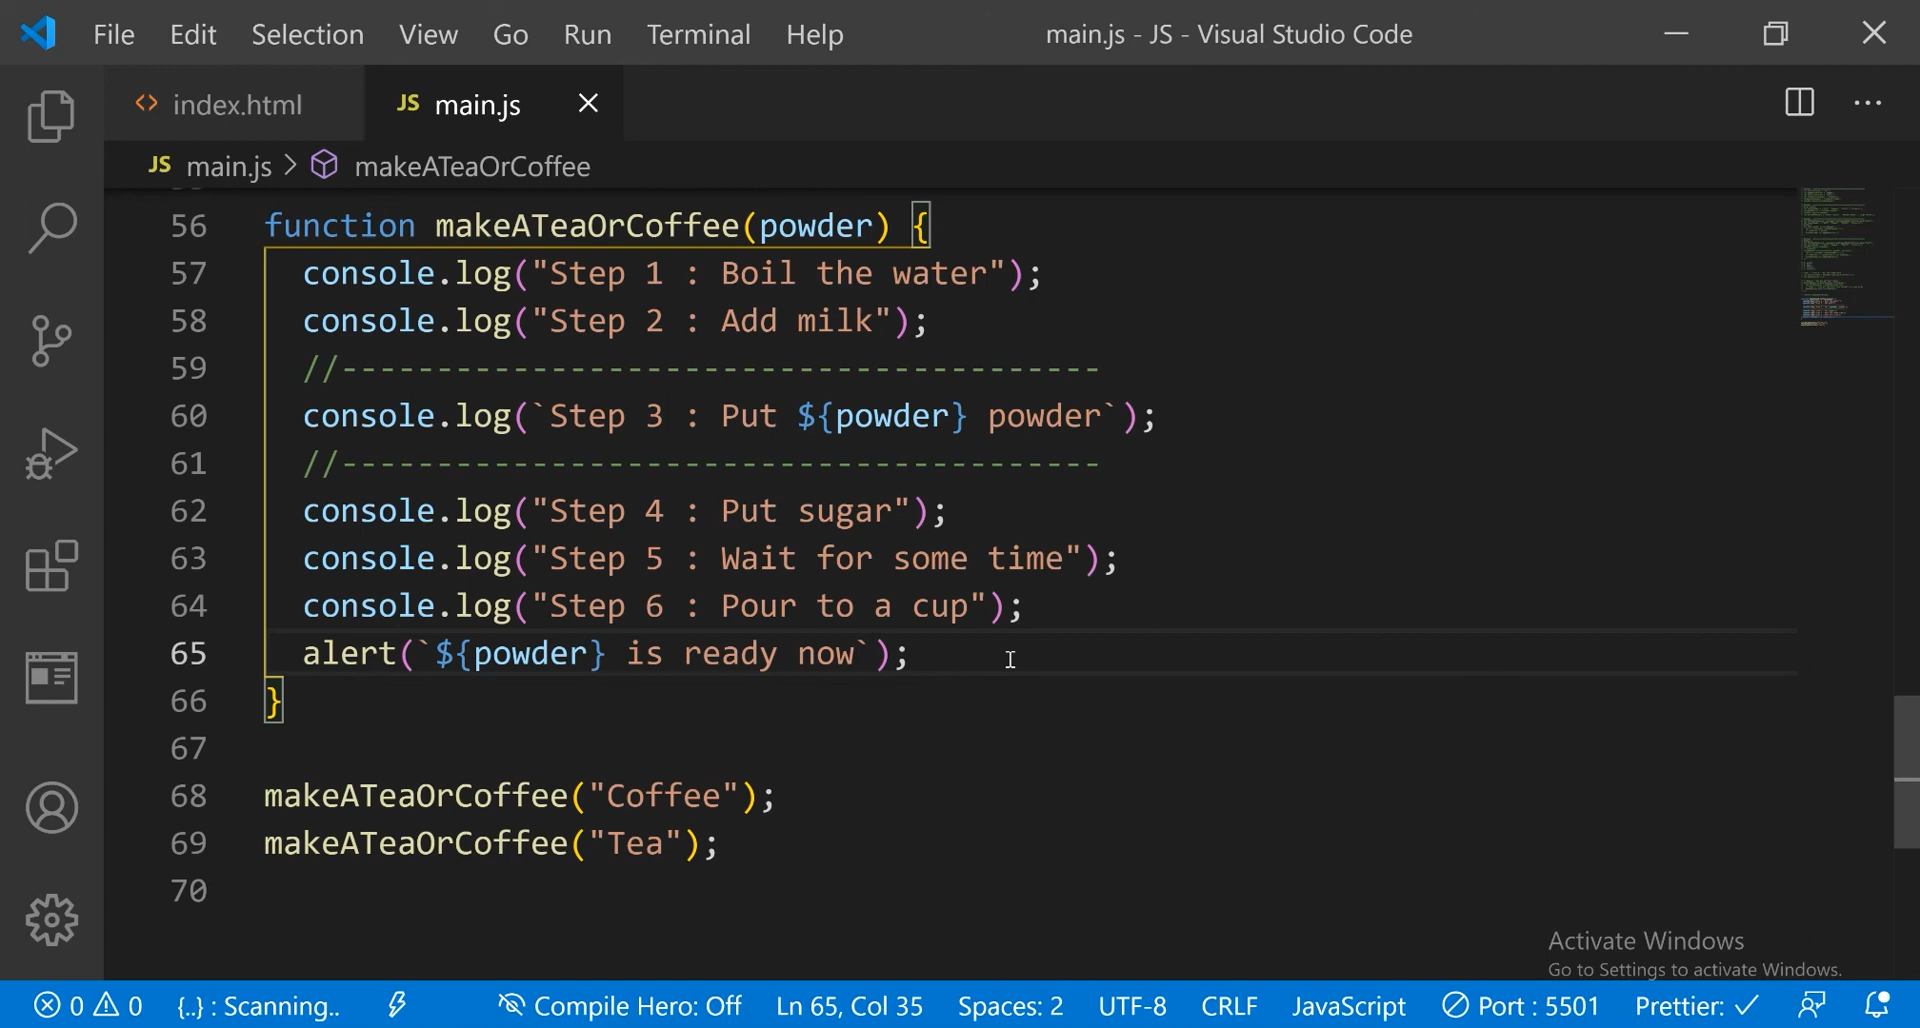 File Edit Selection View Go Run Terminal Help main.js - JS - Visual Studio Code
index.html JS main.js
JS main.js > makeATeaOrCoffee
56 function makeATeaOrCoffee(powder) {
57 console.log("Step 1 : Boil the water");
58 console.log("Step 2 : Add milk");
59 //----------------------------------------
60 console.log(`Step 3 : Put ${powder} powder`);
61 //----------------------------------------
62 console.log("Step 4 : Put sugar");
63 console.log("Step 5 : Wait for some time");
64 console.log("Step 6 : Pour to a cup");
65 alert(`${powder} is ready now`);
66 }
67
68 makeATeaOrCoffee("Coffee");
69 makeATeaOrCoffee("Tea");
70
Activate Windows
Go to Settings to activate Windows.
0 0 {..} : Scanning.. Compile Hero: Off Ln 65, Col 35 Spaces: 2 UTF-8 CRLF JavaScript Port : 5501 Prettier: ✓